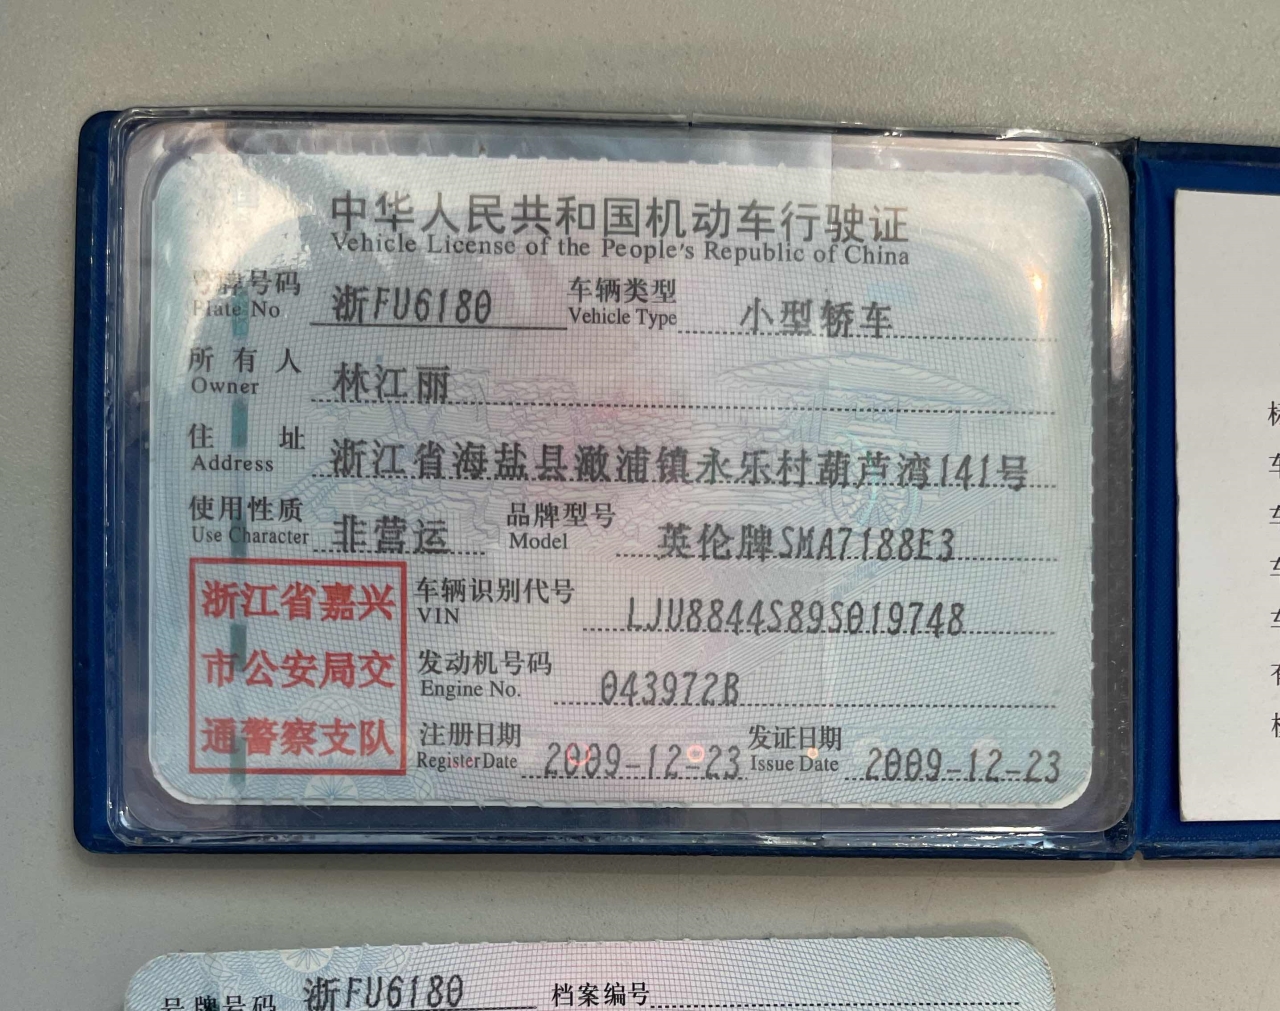 中华人民共和国机动车行驶证
Vehicle License of the People's Republic of China
号牌号码 浙FU6180 车辆类型 小型轿车
Plate No Vehicle Type
所有人 林江丽
Owner
住址 浙江省海盐县澉浦镇永乐村葫芦湾141号
Address
使用性质 非营运 品牌型号 英伦牌SMA7188E3
Use Character Model
浙江省嘉兴
市公安局交
通警察支队
车辆识别代号 LJU8844S89S019748
VIN
发动机号码 043972B
Engine No.
注册日期 2009-12-23 发证日期 2009-12-23
Register Date Issue Date
号牌号码 浙FU6180 档案编号